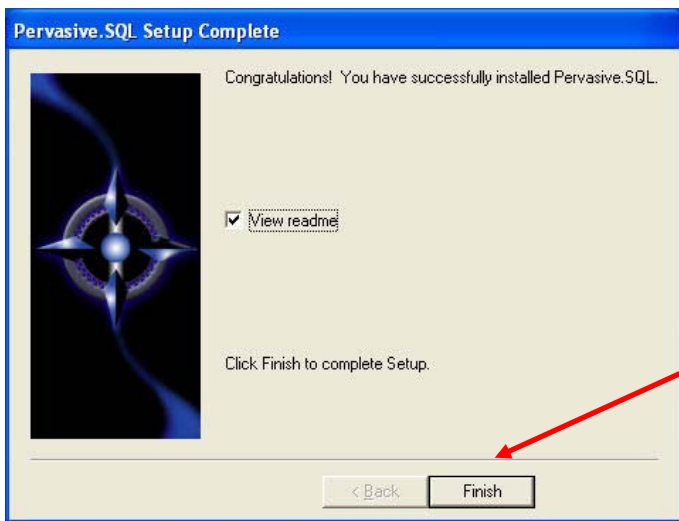 Pervasive.SQL Setup Complete
Congratulations! You have successfully installed Pervasive.SQL.
View readme
Click Finish to complete Setup.
< Back
Finish